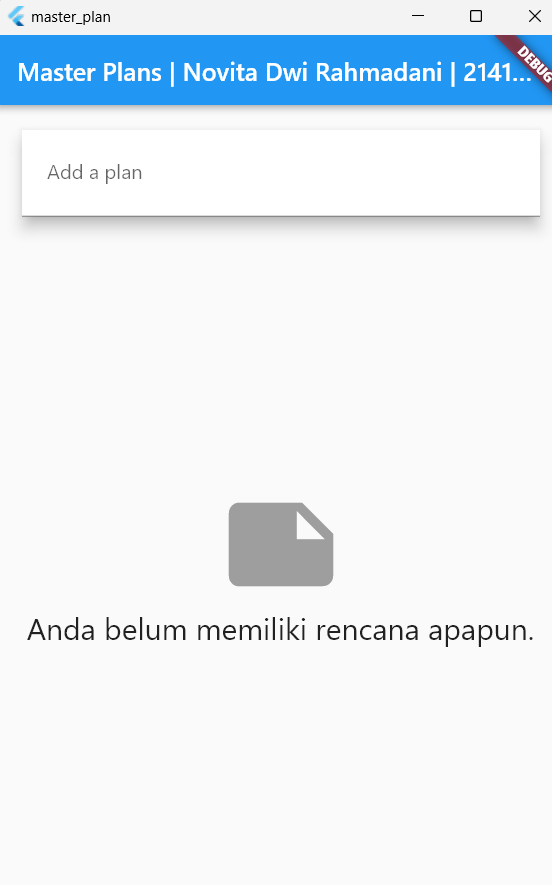 master_plan
Master Plans | Novita Dwi Rahmadani | 2141...
DEBUG
Add a plan
Anda belum memiliki rencana apapun.